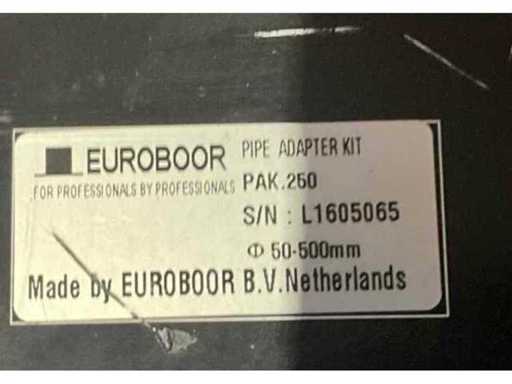 EUROBOOR
FOR PROFESSIONALS BY PROFESSIONALS
PIPE ADAPTER KIT
PAK.250
S/N : L1605065
Φ 50-500mm
Made by EUROBOOR B.V.Netherlands